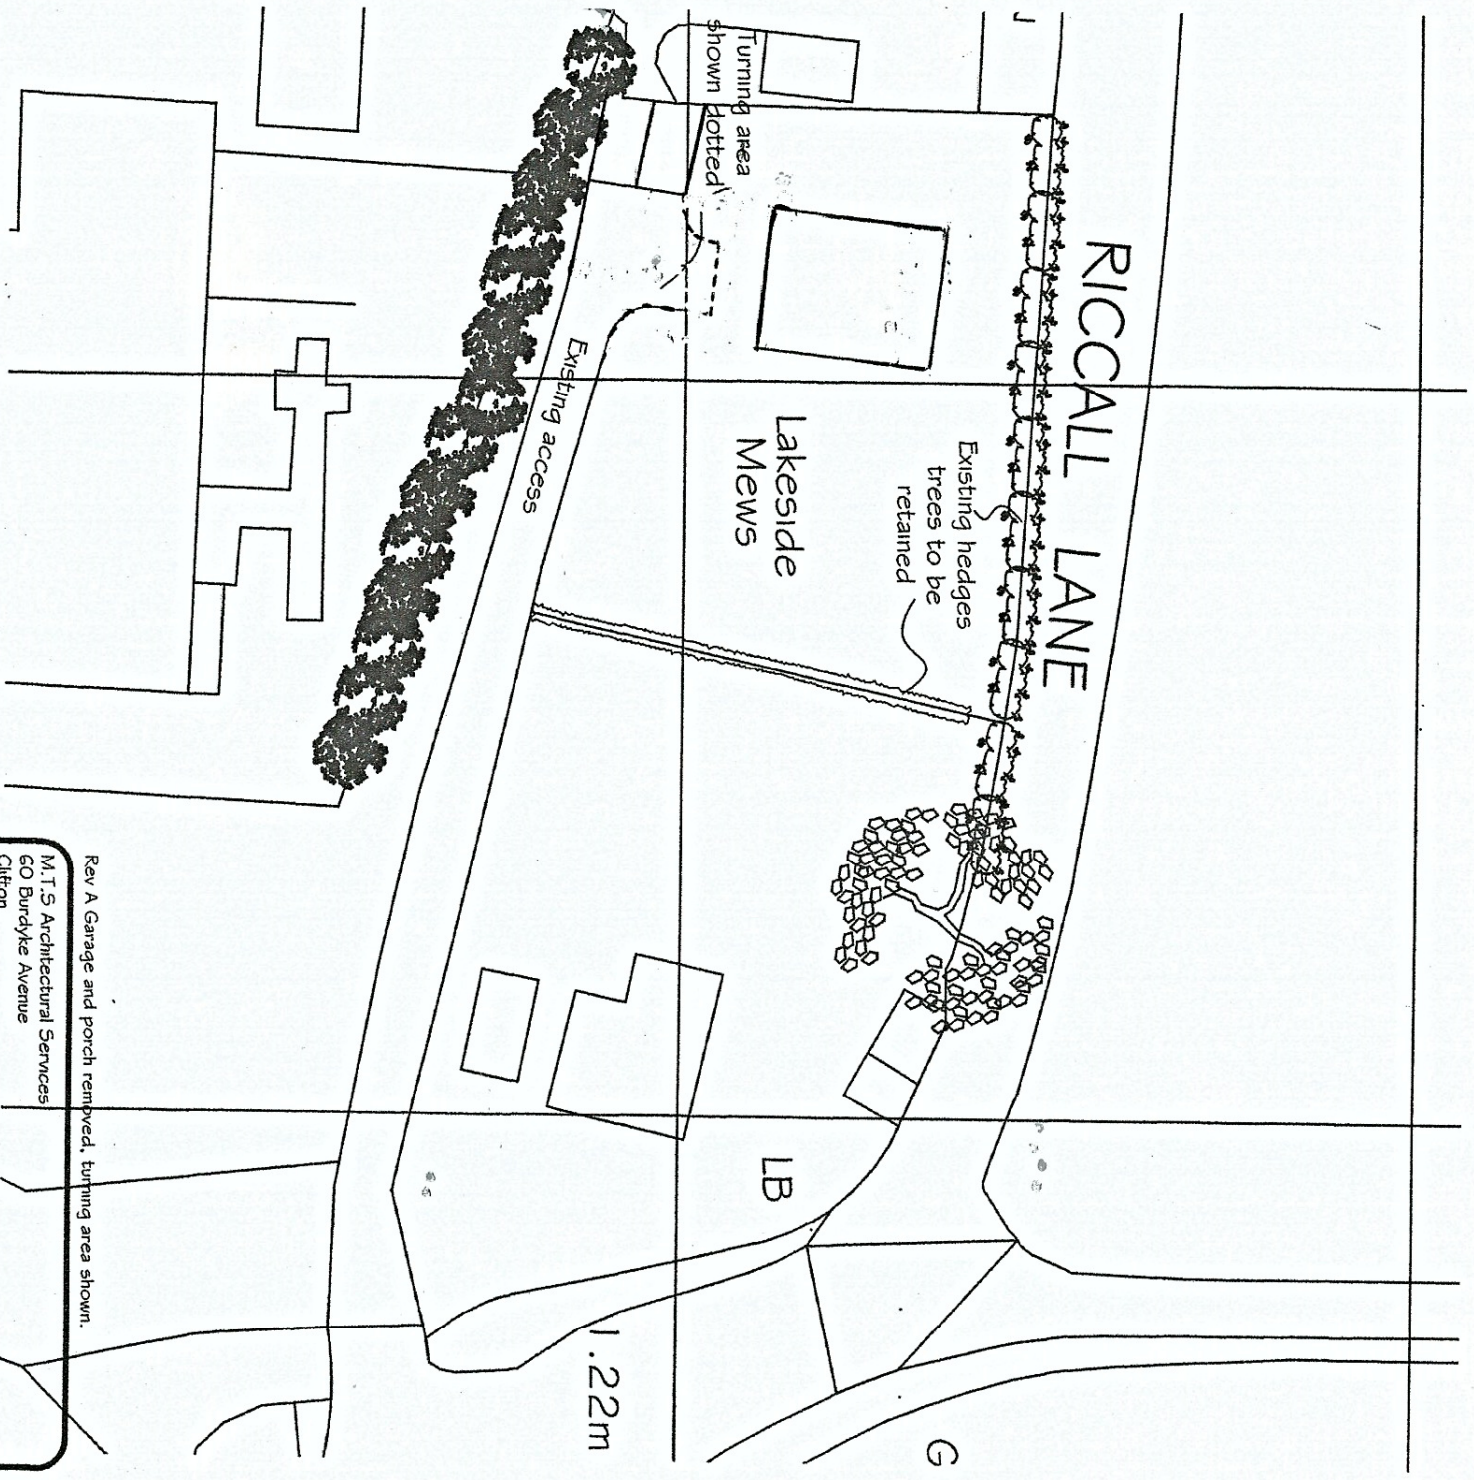 RICCALL LANE
Turning area
shown dotted
Existing hedges
trees to be
retained
Lakeside
Mews
Existing access
LB
1.22m
G
Rev A Garage and porch removed, turning area shown.
M.T.S Architectural Services
60 Burdyke Avenue
Clifton